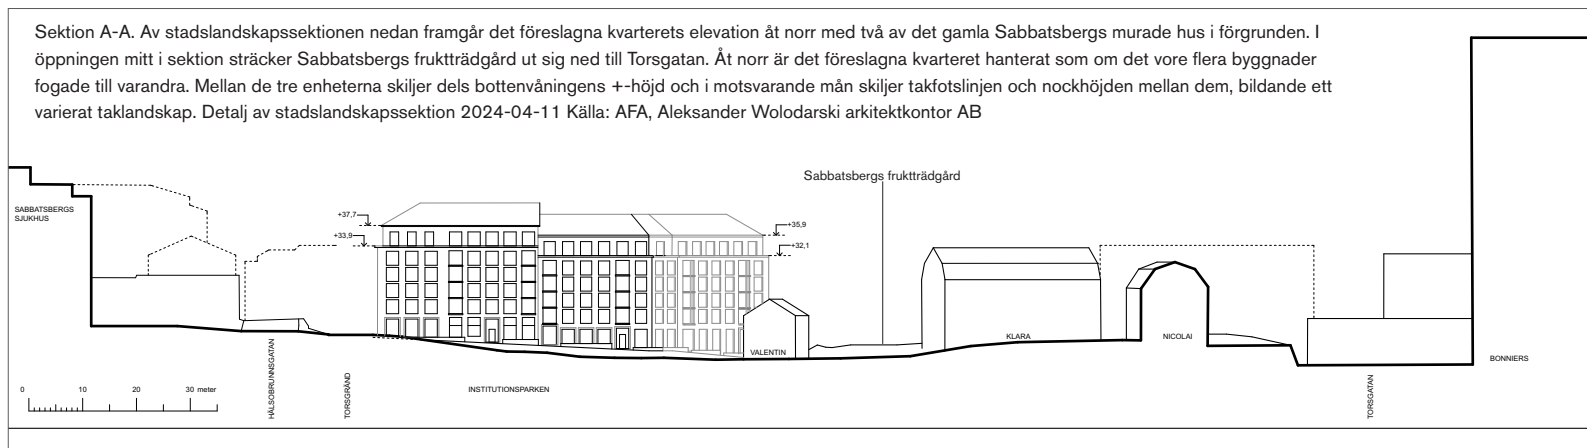 Sektion A-A. Av stadslandskapssektionen nedan framgår det föreslagna kvarterets elevation åt norr med två av det gamla Sabbatsbergs murade hus i förgrunden. I
öppningen mitt i sektion sträcker Sabbatsbergs fruktträdgård ut sig ned till Torsgatan. Åt norr är det föreslagna kvarteret hanterat som om det vore flera byggnader
fogade till varandra. Mellan de tre enheterna skiljer dels bottenvåningens +-höjd och i motsvarande mån skiljer takfotslinjen och nockhöjden mellan dem, bildande ett
varierat taklandskap. Detalj av stadslandskapssektion 2024-04-11 Källa: AFA, Aleksander Wolodarski arkitektkontor AB
Sabbatsbergs fruktträdgård
SABBATSBERGS
SJUKHUS
+37,7
+33,9
+35,9
+32,1
VALENTIN
KLARA
NICOLAI
BONNIERS
0 10 20 30 meter
HÄLSOBRUNNSGATAN
TORSGRÄND
INSTITUTIONSPARKEN
TORSGATAN